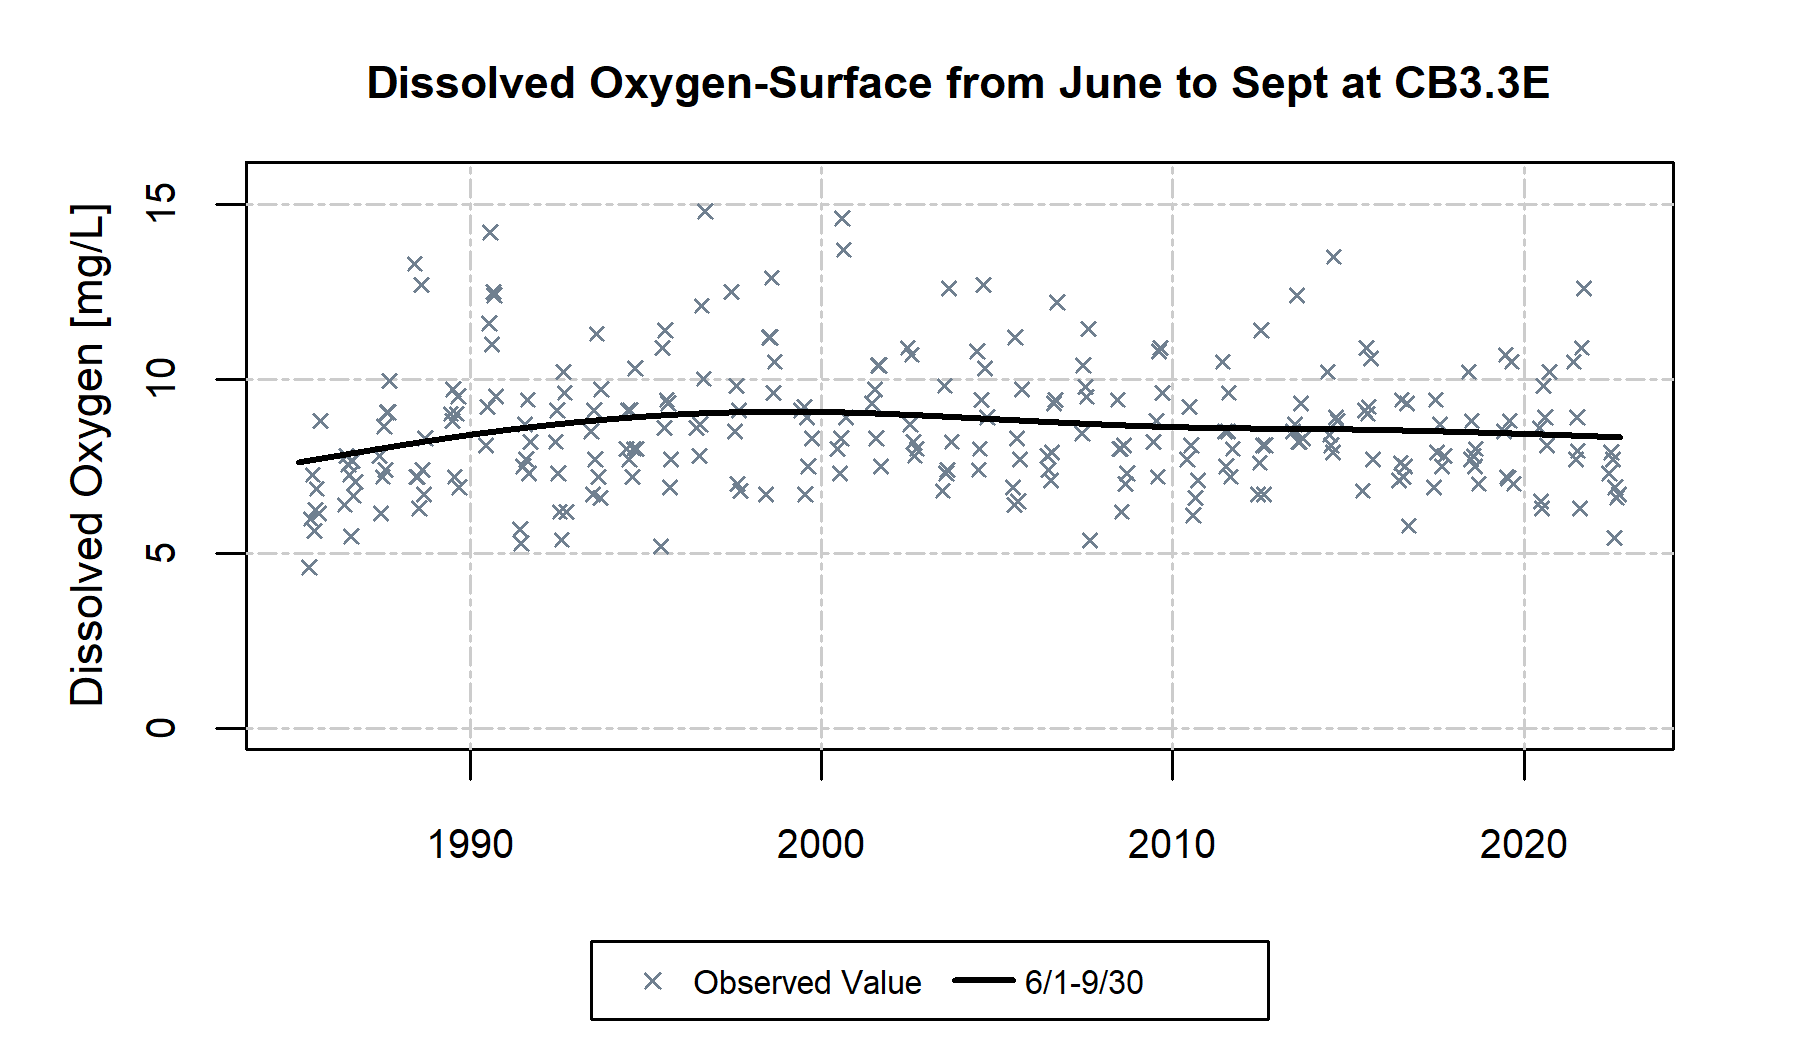 Dissolved Oxygen-Surface from June to Sept at CB3.3E
Dissolved Oxygen [mg/L]
15
10
5
0
1990 2000 2010 2020
Observed Value 6/1-9/30